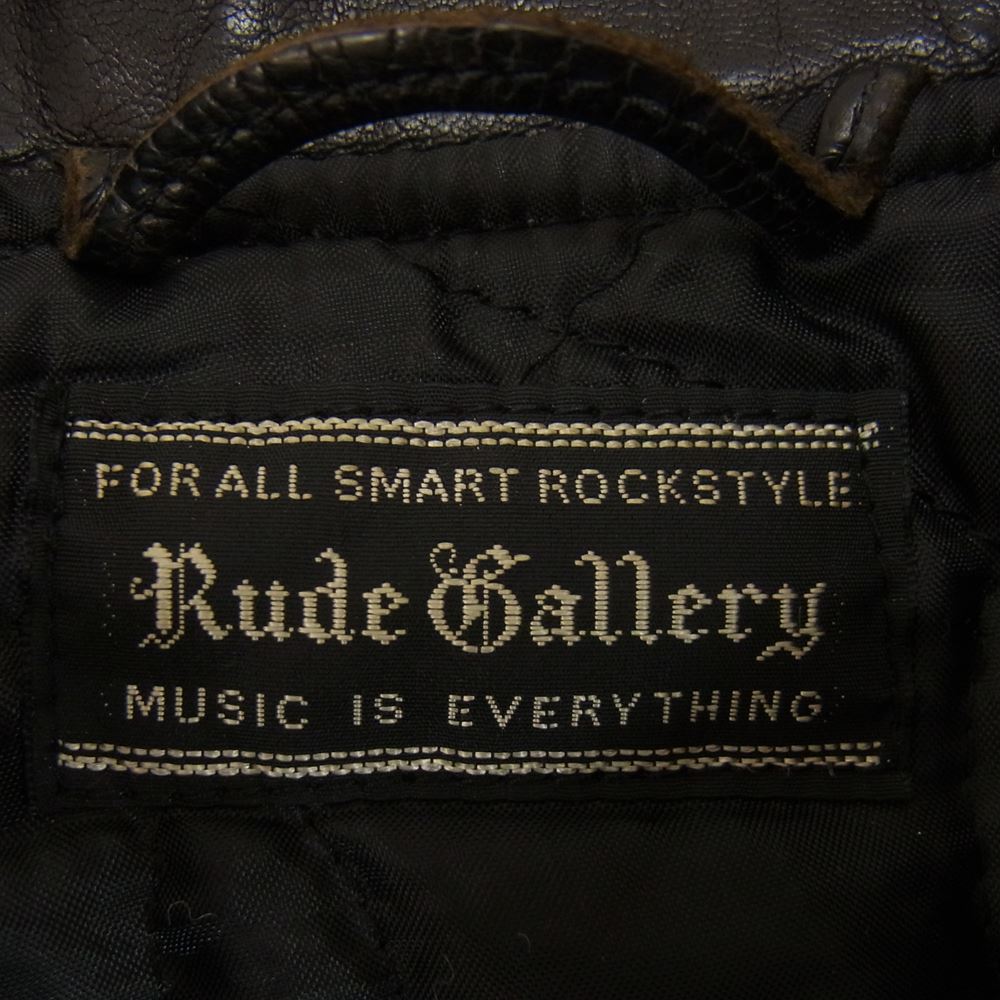 FOR ALL SMART ROCKSTYLE
Rude Gallery
MUSIC IS EVERYTHING